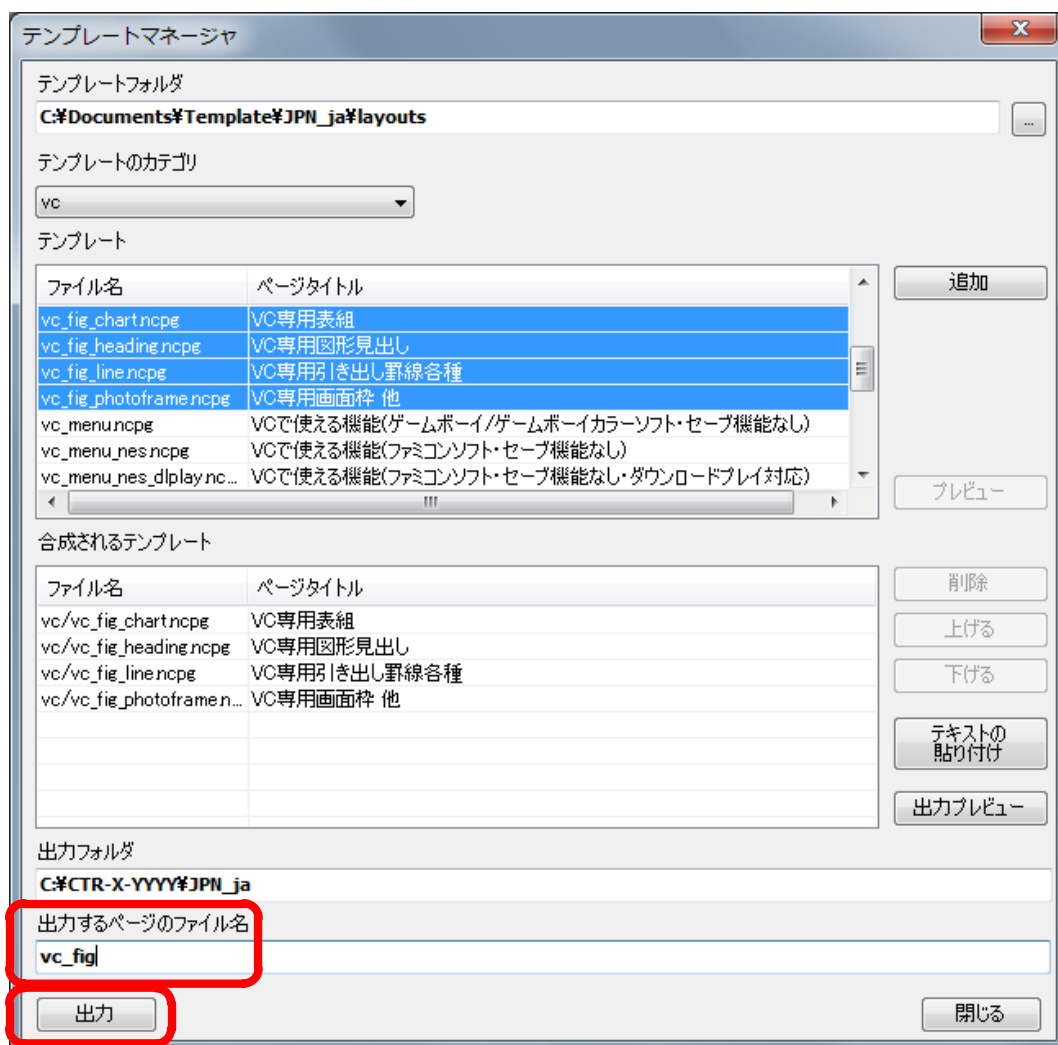 テンプレートマネージャ
テンプレートフォルダ
C:¥Documents¥Template¥JPN_ja¥layouts
...
テンプレートのカテゴリ
vc
テンプレート
ファイル名 ページタイトル
追加
vc_fig_chart.ncpg VC専用表組
vc_fig_heading.ncpg VC専用図形見出し
vc_fig_line.ncpg VC専用引き出し罫線各種
vc_fig_photoframe.ncpg VC専用画面枠 他
vc_menu.ncpg VCで使える機能(ゲームボーイ/ゲームボーイカラーソフト・セーブ機能なし)
vc_menu_nes.ncpg VCで使える機能(ファミコンソフト・セーブ機能なし)
vc_menu_nes_dlplay.nc... VCで使える機能(ファミコンソフト・セーブ機能なし・ダウンロードプレイ対応)
プレビュー
合成されるテンプレート
ファイル名 ページタイトル
削除
vc/vc_fig_chart.ncpg VC専用表組
上げる
vc/vc_fig_heading.ncpg VC専用図形見出し
vc/vc_fig_line.ncpg VC専用引き出し罫線各種
下げる
vc/vc_fig_photoframe.n... VC専用画面枠 他
テキストの
貼り付け
出力プレビュー
出力フォルダ
C:¥CTR-X-YYYY¥JPN_ja
出力するページのファイル名
vc_fig
出力 閉じる